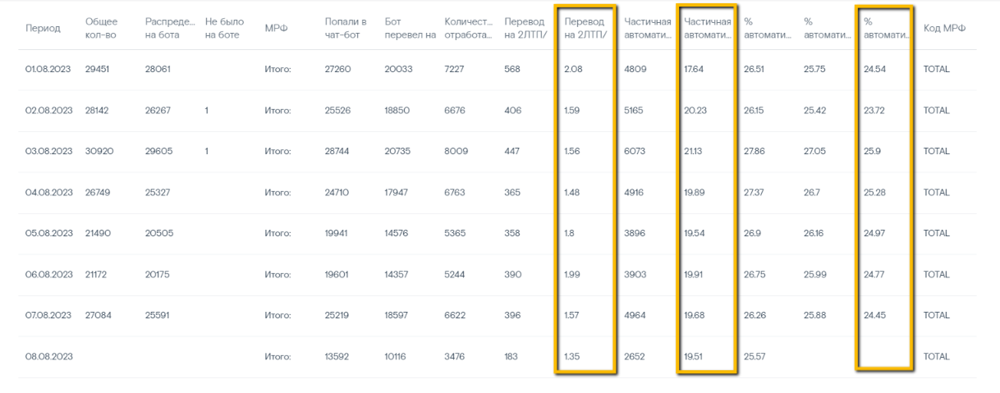 Период Общее кол-во Распреде... на бота Не было на боте МРФ Попали в чат-бот Бот перевел на Количест... отработа... Перевод на 2ЛТП/ Перевод на 2ЛТП/ Частичная автомати... Частичная автомати... % автомати... % автомати... % автомати... Код МРФ
01.08.2023 29451 28061 Итого: 27260 20033 7227 568 2.08 4809 17.64 26.51 25.75 24.54 TOTAL
02.08.2023 28142 26267 1 Итого: 25526 18850 6676 406 1.59 5165 20.23 26.15 25.42 23.72 TOTAL
03.08.2023 30920 29605 1 Итого: 28744 20735 8009 447 1.56 6073 21.13 27.86 27.05 25.9 TOTAL
04.08.2023 26749 25327 Итого: 24710 17947 6763 365 1.48 4916 19.89 27.37 26.7 25.28 TOTAL
05.08.2023 21490 20505 Итого: 19941 14576 5365 358 1.8 3896 19.54 26.9 26.16 24.97 TOTAL
06.08.2023 21172 20175 Итого: 19601 14357 5244 390 1.99 3903 19.91 26.75 25.99 24.77 TOTAL
07.08.2023 27084 25591 Итого: 25219 18597 6622 396 1.57 4964 19.68 26.26 25.88 24.45 TOTAL
08.08.2023 Итого: 13592 10116 3476 183 1.35 2652 19.51 25.57 TOTAL